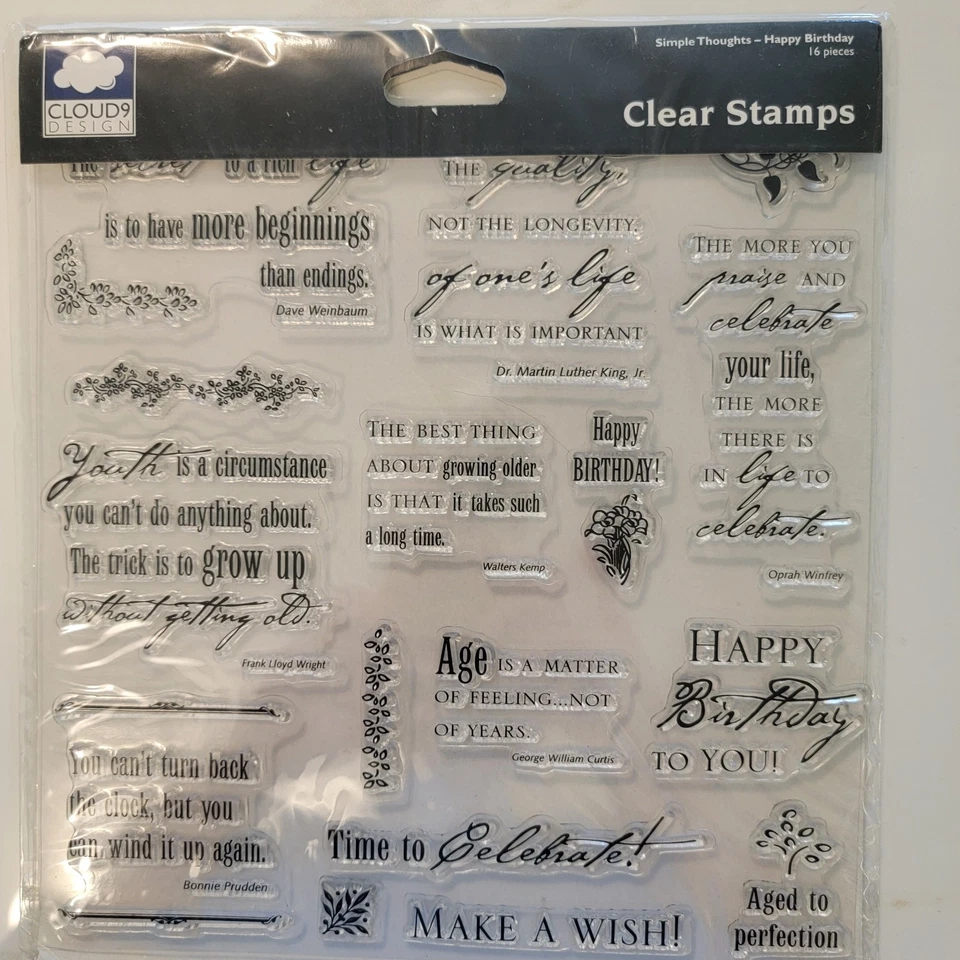 CLOUD9
DESIGN
Simple Thoughts – Happy Birthday
16 pieces
Clear Stamps
The secret to a rich life
is to have more beginnings
than endings.
Dave Weinbaum
THE quality,
NOT THE LONGEVITY,
of one's life
IS WHAT IS IMPORTANT
Dr. Martin Luther King, Jr.
THE MORE YOU
praise AND
celebrate
your life,
THE MORE
THERE IS
IN life TO
celebrate.
Oprah Winfrey
Youth is a circumstance
you can't do anything about.
The trick is to grow up
without getting old.
Frank Lloyd Wright
THE BEST THING
ABOUT growing older
IS THAT it takes such
a long time.
Walters Kemp
Happy
BIRTHDAY!
Age IS A MATTER
OF FEELING...NOT
OF YEARS.
George William Curtis
HAPPY
Birthday
TO YOU!
You can't turn back
the clock, but you
can wind it up again.
Bonnie Prudden
Time to Celebrate!
MAKE A WISH!
Aged to
perfection